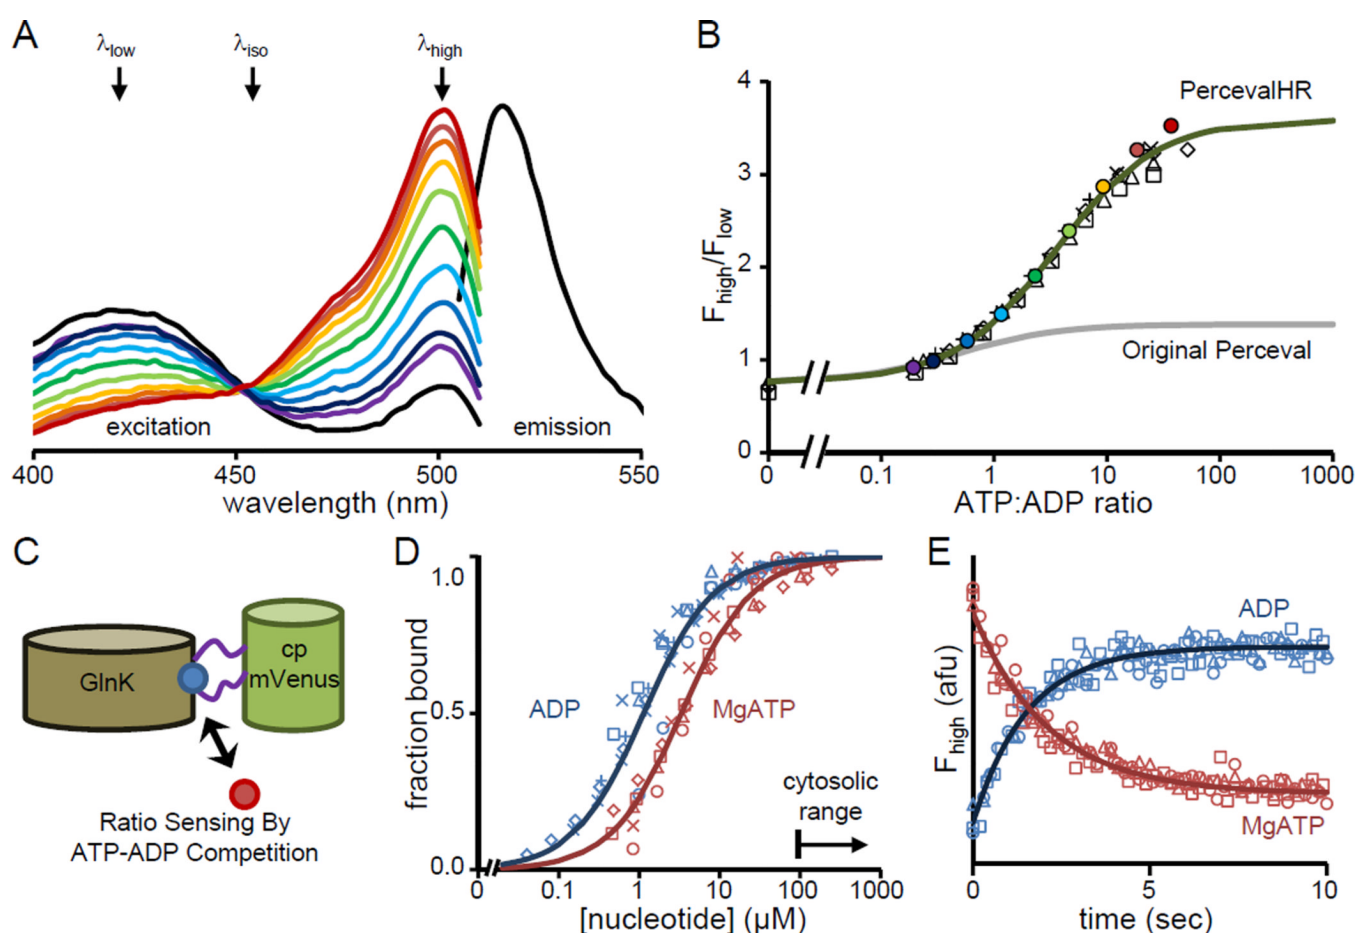 A
λlow
λiso
λhigh
excitation
emission
400
450
500
550
wavelength (nm)
B
4
3
2
1
0
Fhigh/Flow
PercevalHR
Original Perceval
0
0.1
1
10
100
1000
ATP:ADP ratio
C
GlnK
cp
mVenus
Ratio Sensing By
ATP-ADP Competition
D
1.0
0.5
0.0
fraction bound
ADP
MgATP
cytosolic
range
0
0.1
1
10
100
1000
[nucleotide] (µM)
E
Fhigh (afu)
ADP
MgATP
0
5
10
time (sec)